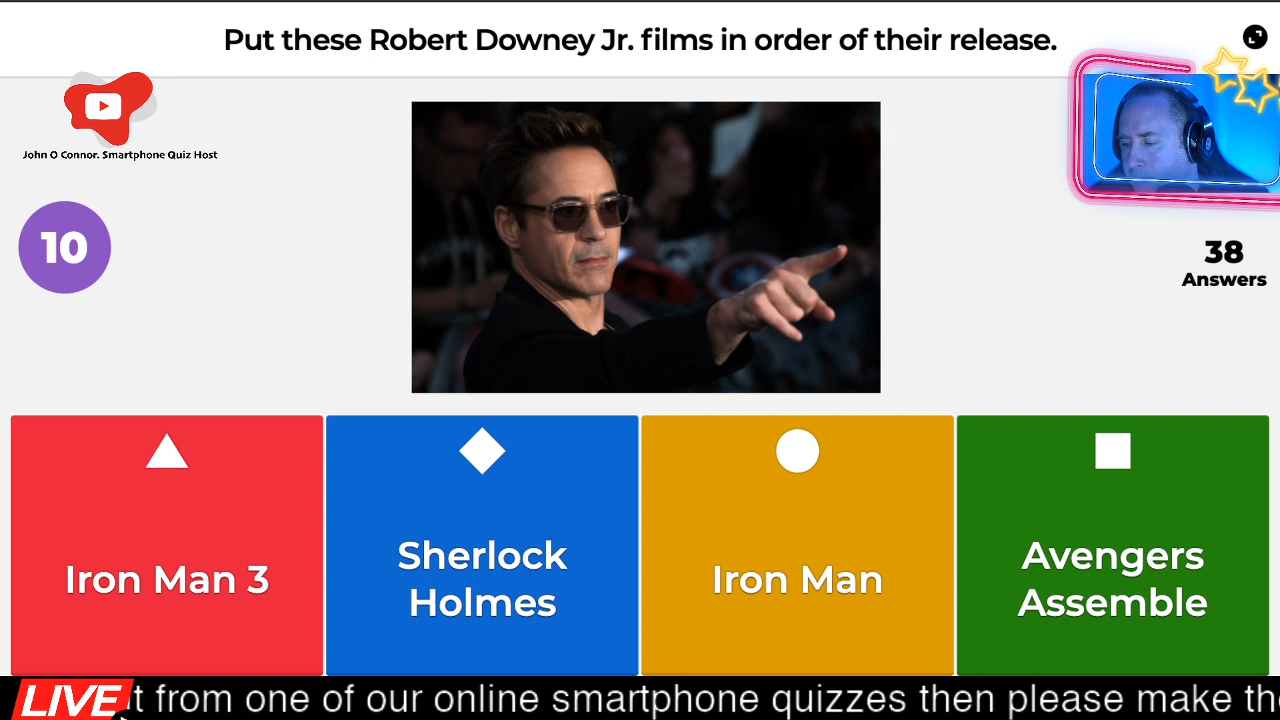 Put these Robert Downey Jr. films in order of their release.
John O Connor. Smartphone Quiz Host
10
38
Answers
Iron Man 3
Sherlock
Holmes
Iron Man
Avengers
Assemble
LIVE
t from one of our online smartphone quizzes then please make th